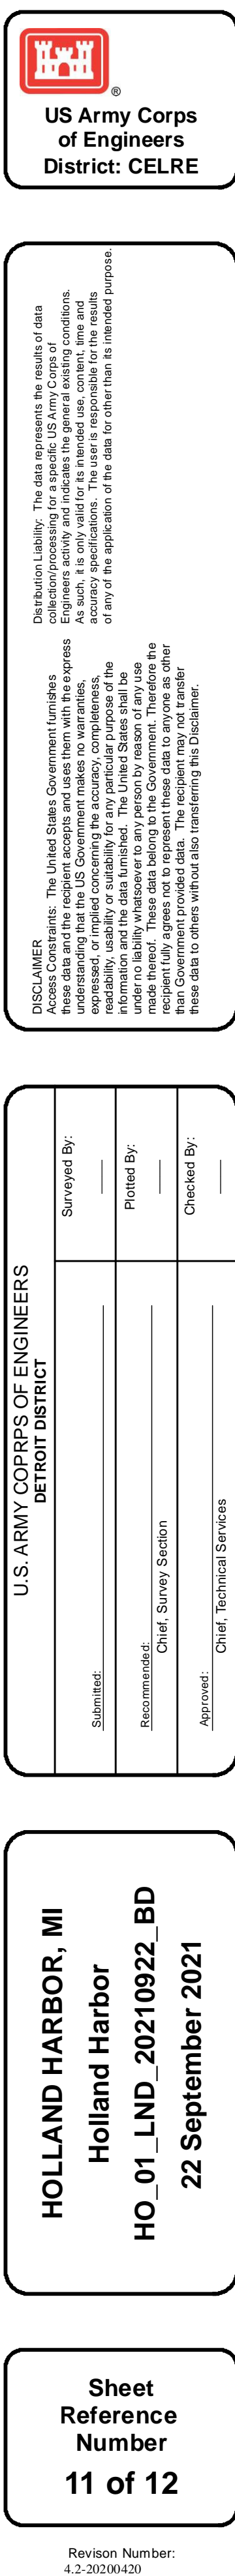 ®
US Army Corps
of Engineers
District: CELRE
DISCLAIMER
Access Constraints: The United States Government furnishes
these data and the recipient accepts and uses them with the express
understanding that the US Government makes no warranties,
expressed, or implied concerning the accuracy, completeness,
readability, usability or suitability for any particular purpose of the
information and the data furnished. The United States shall be
under no liability whatsoever to any person by reason of any use
made thereof. These data belong to the Government. Therefore the
recipient fully agrees not to represent these data to anyone as other
than Government provided data. The recipient may not transfer
these data to others without also transferring this Disclaimer.
Distribution Liability: The data represents the results of data
collection/processing for a specific US Army Corps of
Engineers activity and indicates the general existing conditions.
As such, it is only valid for its intended use, content, time and
accuracy specifications. The user is responsible for the results
of any of the application of the data for other than its intended purpose.
U.S. ARMY COPRPS OF ENGINEERS
DETROIT DISTRICT
Submitted:
Surveyed By:
Recommended:
Chief, Survey Section
Plotted By:
Approved:
Chief, Technical Services
Checked By:
HOLLAND HARBOR, MI
Holland Harbor
HO_01_LND_20210922_BD
22 September 2021
Sheet
Reference
Number
11 of 12
Revison Number:
4.2-20200420